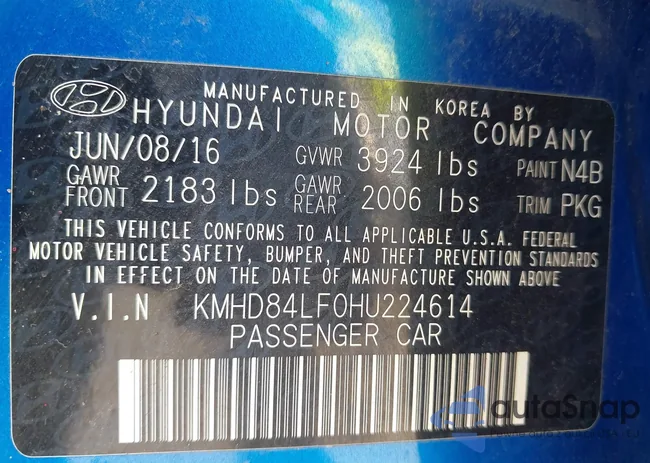 MANUFACTURED IN KOREA BY
HYUNDAI MOTOR COMPANY
JUN/08/16 GVWR 3924 lbs PAINT N4B
GAWR FRONT 2183 lbs GAWR REAR 2006 lbs TRIM PKG
THIS VEHICLE CONFORMS TO ALL APPLICABLE U.S.A. FEDERAL
MOTOR VEHICLE SAFETY, BUMPER, AND THEFT PREVENTION STANDARDS
IN EFFECT ON THE DATE OF MANUFACTURE SHOWN ABOVE
V.I.N KMHD84LF0HU224614
PASSENGER CAR
autoSnap